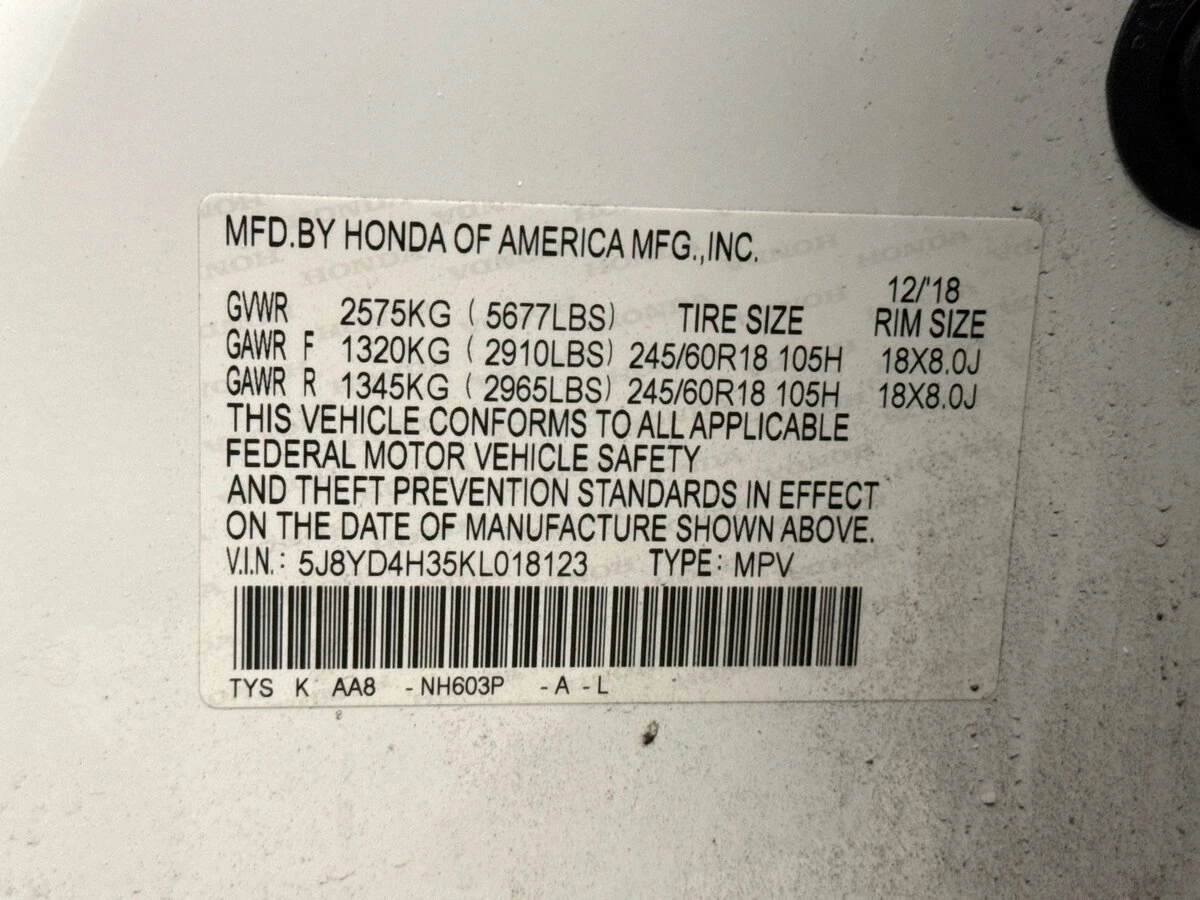 MFD.BY HONDA OF AMERICA MFG.,INC.
12/'18
GVWR 2575KG (5677LBS) TIRE SIZE RIM SIZE
GAWR F 1320KG (2910LBS) 245/60R18 105H 18X8.0J
GAWR R 1345KG (2965LBS) 245/60R18 105H 18X8.0J
THIS VEHICLE CONFORMS TO ALL APPLICABLE
FEDERAL MOTOR VEHICLE SAFETY
AND THEFT PREVENTION STANDARDS IN EFFECT
ON THE DATE OF MANUFACTURE SHOWN ABOVE.
V.I.N.: 5J8YD4H35KL018123 TYPE: MPV
TYS K AA8 -NH603P -A -L